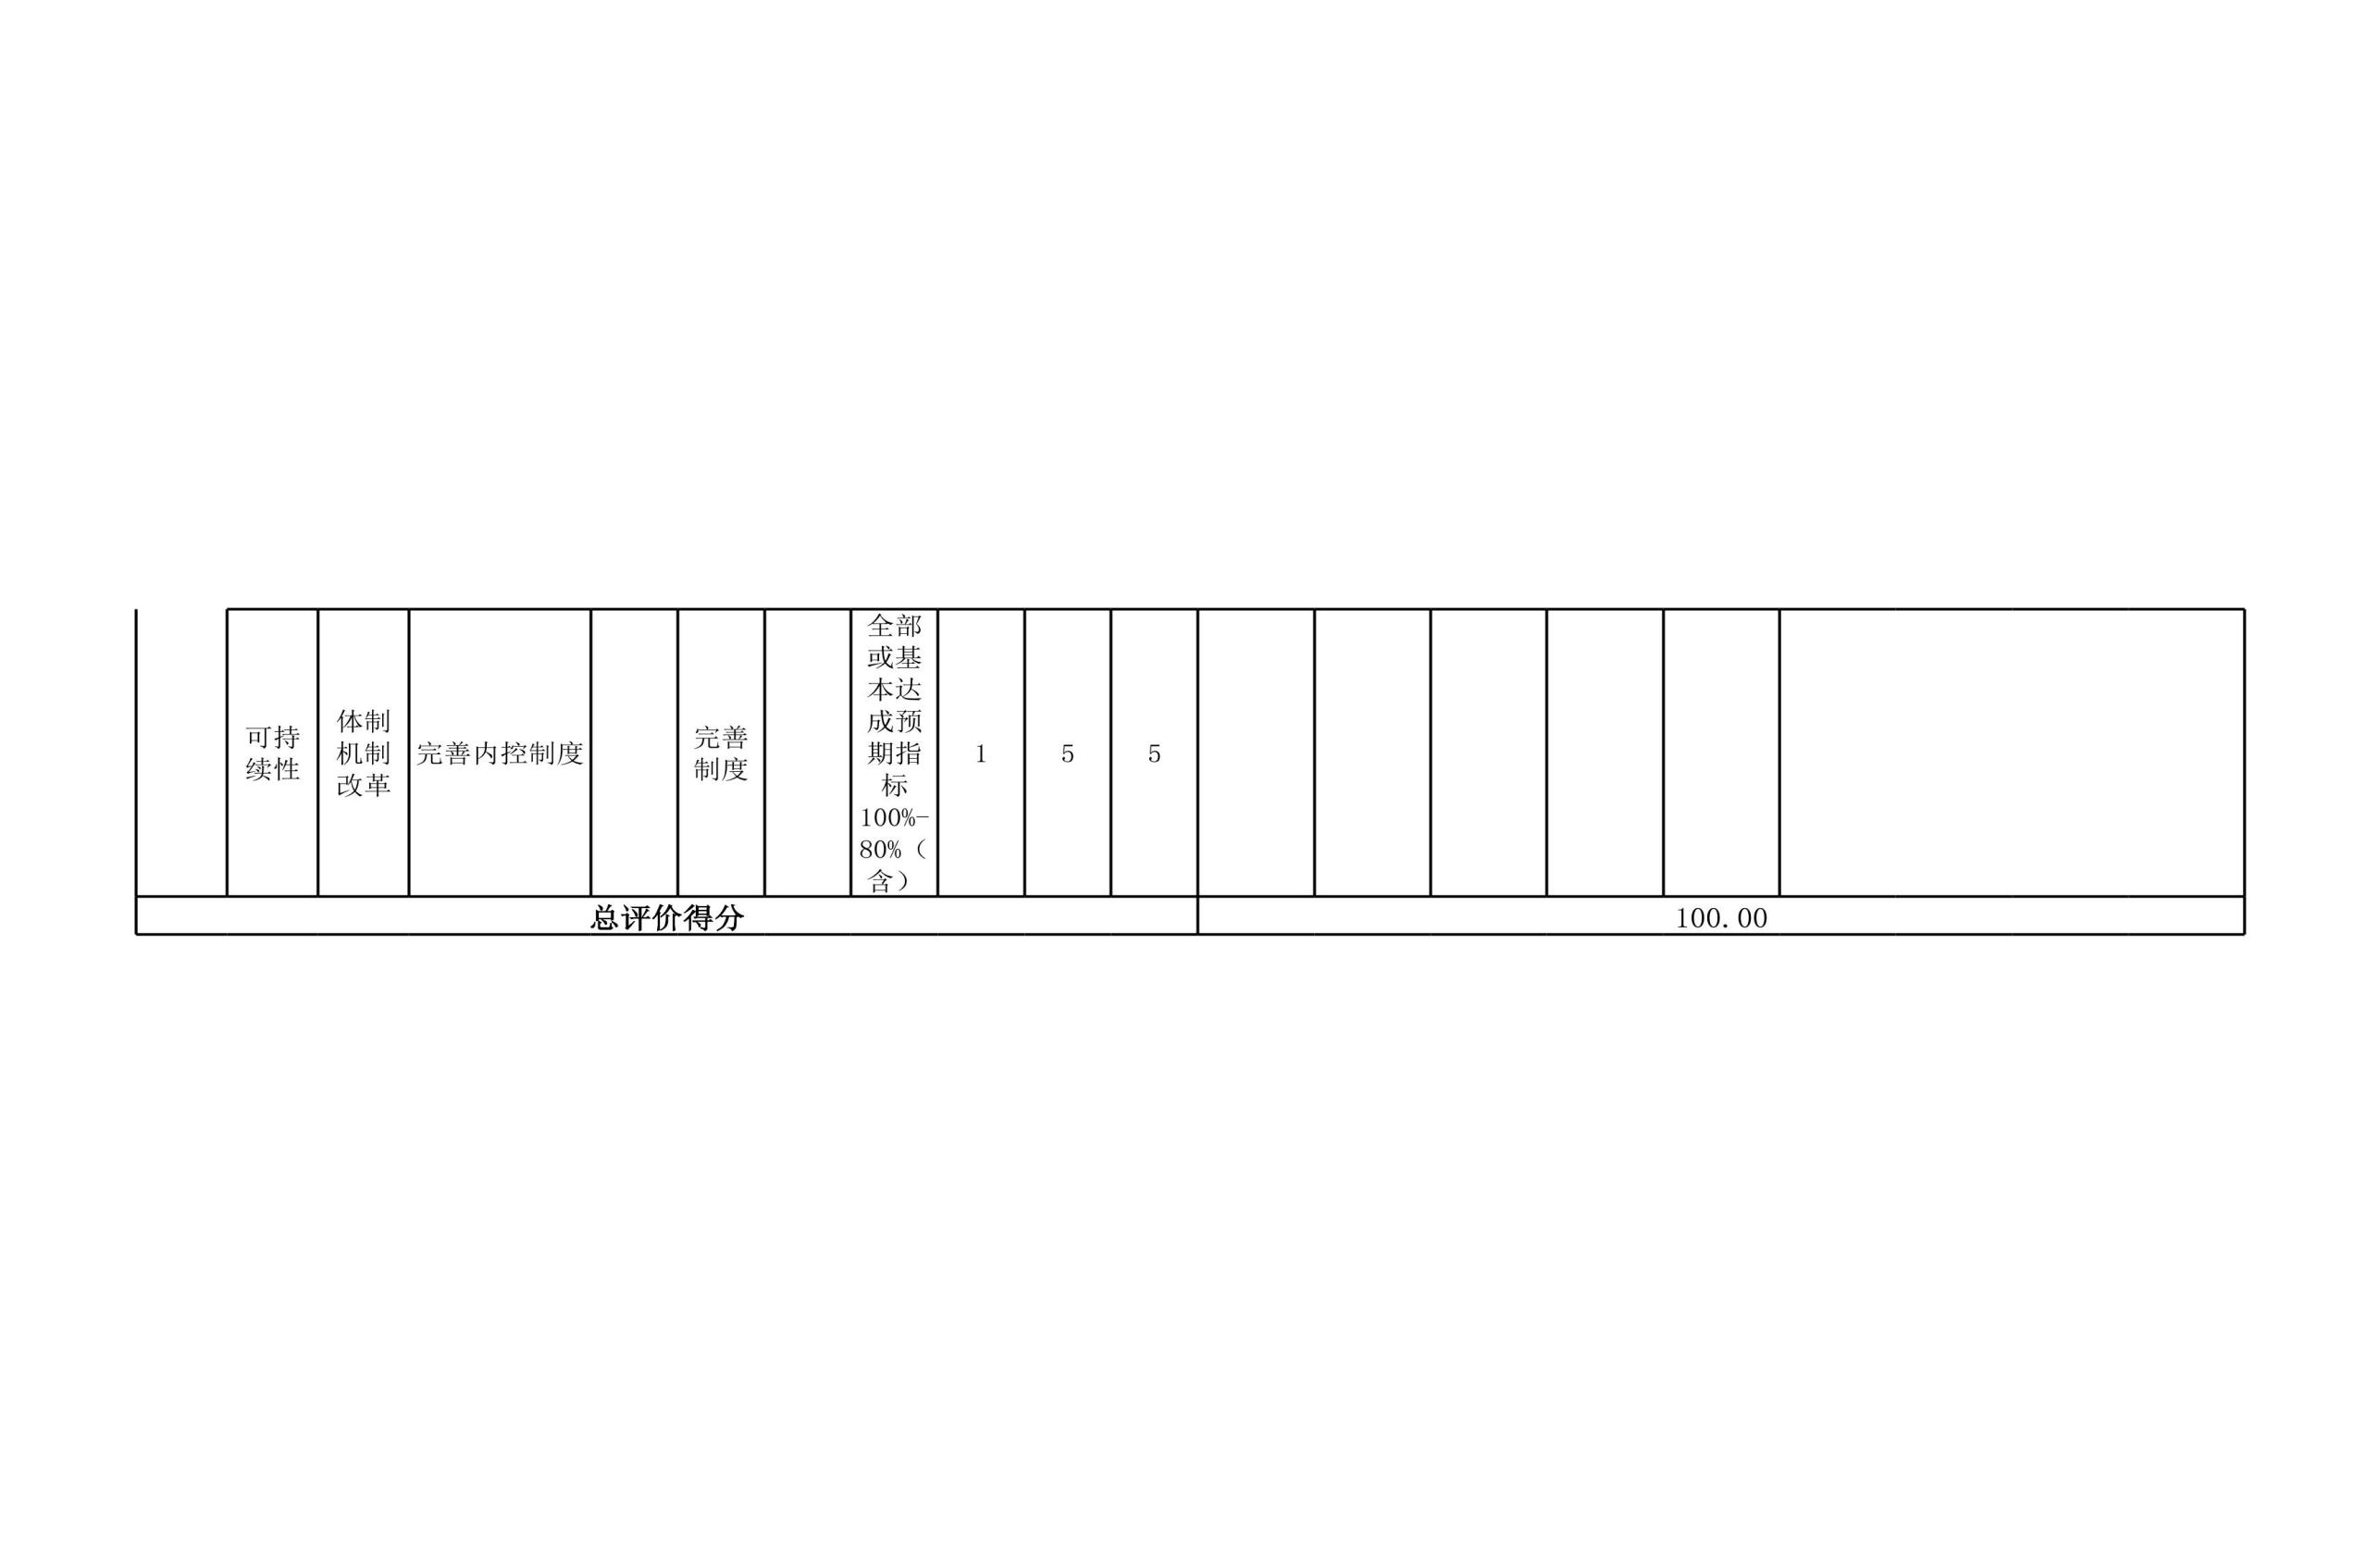 可持
续性
体制
机制
改革
完善内控制度
完善
制度
全部
或基
本达
成预
期指
标
100%-
80%（
含）
1
5
5
总评价得分
100.00